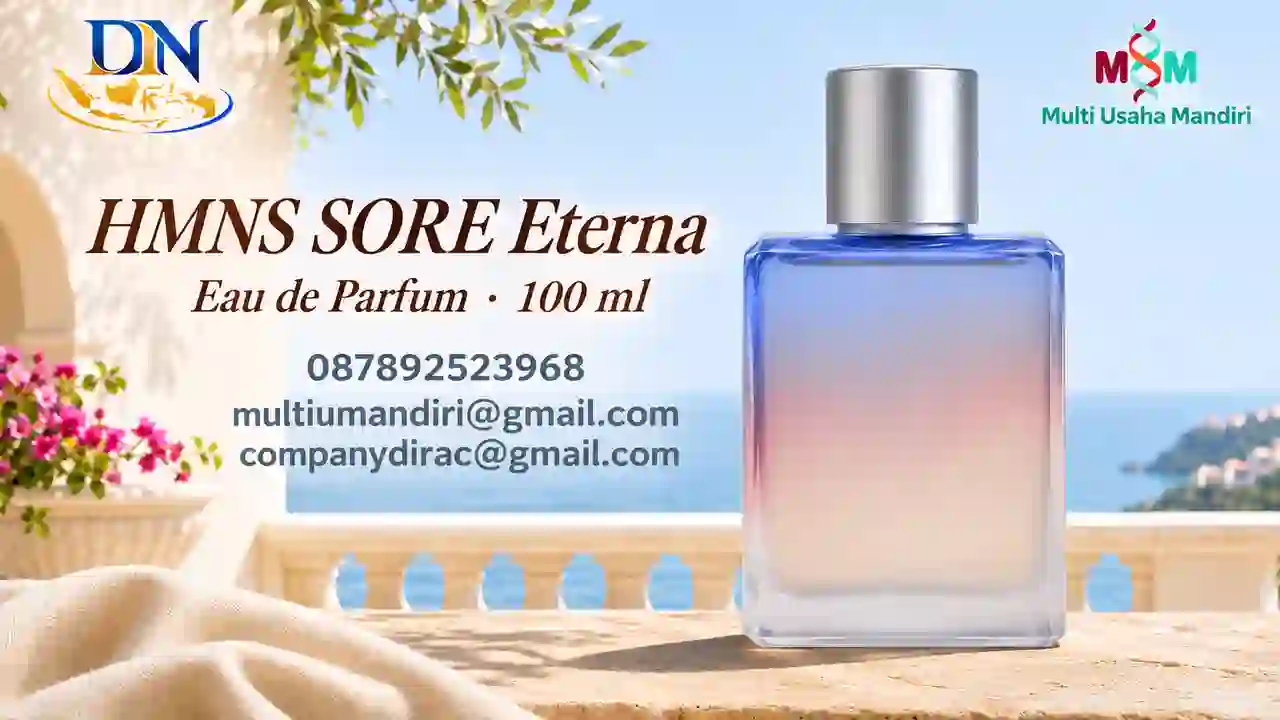 DN
MSM
Multi Usaha Mandiri
HMNS SORE Eterna
Eau de Parfum · 100 ml
087892523968
multiumandiri@gmail.com
companydirac@gmail.com